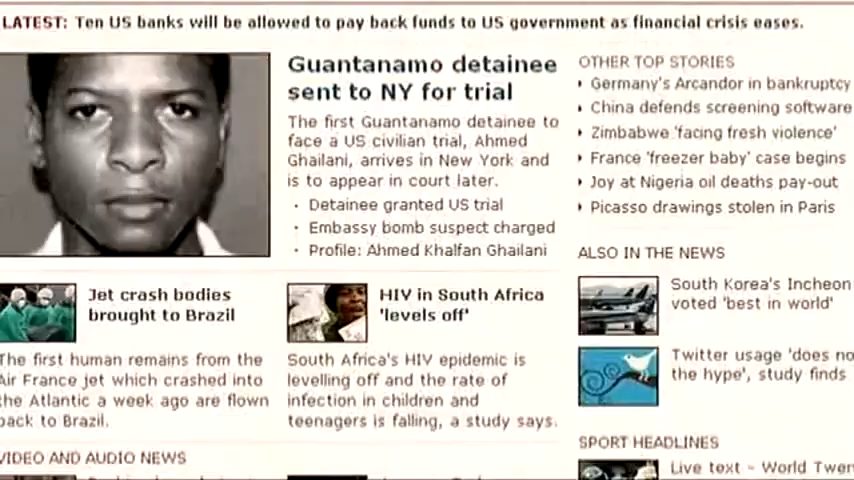 LATEST: Ten US banks will be allowed to pay back funds to US government as financial crisis eases.
Guantanamo detainee
sent to NY for trial
The first Guantanamo detainee to
face a US civilian trial, Ahmed
Ghailani, arrives in New York and
is to appear in court later.
Detainee granted US trial
Embassy bomb suspect charged
Profile: Ahmed Khalfan Ghailani
OTHER TOP STORIES
Germany's Arcandor in bankruptcy
China defends screening software
Zimbabwe 'facing fresh violence'
France 'freezer baby' case begins
Joy at Nigeria oil deaths pay-out
Picasso drawings stolen in Paris
Jet crash bodies
brought to Brazil
The first human remains from the
Air France jet which crashed into
the Atlantic a week ago are flown
back to Brazil.
HIV in South Africa
'levels off'
South Africa's HIV epidemic is
levelling off and the rate of
infection in children and
teenagers is falling, a study says.
ALSO IN THE NEWS
South Korea's Incheon
voted 'best in world'
Twitter usage 'does no
the hype', study finds
VIDEO AND AUDIO NEWS
SPORT HEADLINES
Live text - World Twen